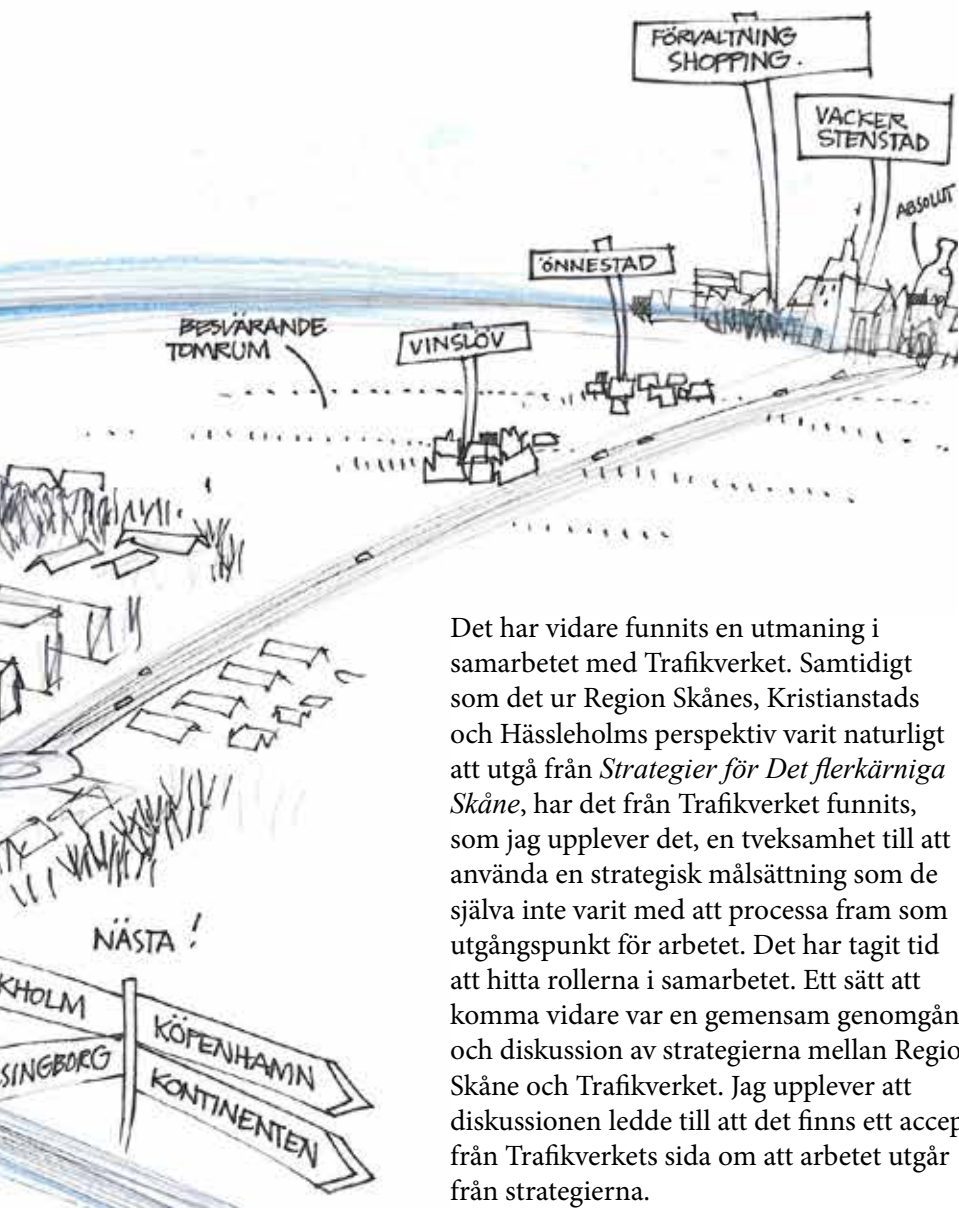 FÖRVALTNING
SHOPPING.
VACKER
STENSTAD
ABSOLUT
ÖNNESTAD
BESVÄRANDE
TOMRUM
VINSLÖV
Det har vidare funnits en utmaning i
samarbetet med Trafikverket. Samtidigt
som det ur Region Skånes, Kristianstads
och Hässleholms perspektiv varit naturligt
att utgå från Strategier för Det flerkärniga
Skåne, har det från Trafikverket funnits,
som jag upplever det, en tveksamhet till att
använda en strategisk målsättning som de
själva inte varit med att processa fram som
utgångspunkt för arbetet. Det har tagit tid
att hitta rollerna i samarbetet. Ett sätt att
komma vidare var en gemensam genomgån
och diskussion av strategierna mellan Regio
Skåne och Trafikverket. Jag upplever att
diskussionen ledde till att det finns ett accep
från Trafikverkets sida om att arbetet utgår
från strategierna.
NÄSTA!
KHOLM
KÖPENHAMN
SINGBORG
KONTINENTEN